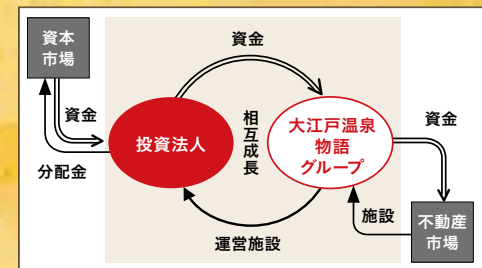 資本
市場
資金
分配金
投資法人
資金
相互成長
大江戸温泉
物語
グループ
運営施設
資金
施設
不動産
市場